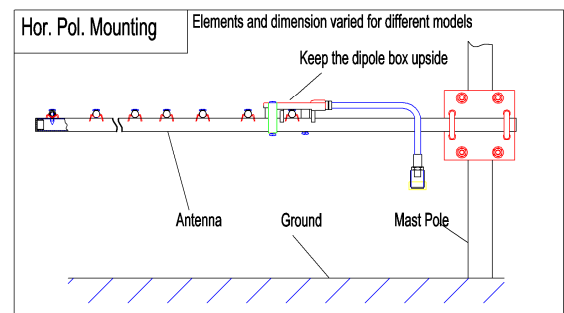 Hor. Pol. Mounting
Elements and dimension varied for different models
Keep the dipole box upside
Antenna
Ground
Mast Pole